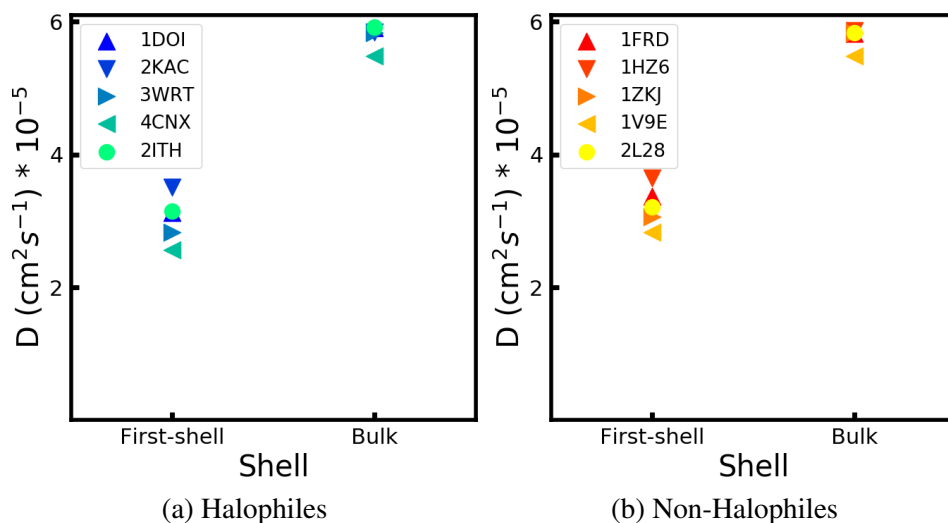 D (cm²s⁻¹) * 10⁻⁵
6
4
2
1DOI
2KAC
3WRT
4CNX
2ITH
First-shell Bulk
Shell
(a) Halophiles
D (cm²s⁻¹) * 10⁻⁵
6
4
2
1FRD
1HZ6
1ZKJ
1V9E
2L28
First-shell Bulk
Shell
(b) Non-Halophiles